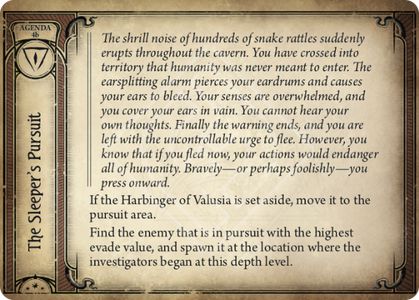 AGENDA
4b
The Sleeper's Pursuit
The shrill noise of hundreds of snake rattles suddenly
erupts throughout the cavern. You have crossed into
territory that humanity was never meant to enter. The
earsplitting alarm pierces your eardrums and causes
your ears to bleed. Your senses are overwhelmed, and
you cover your ears in vain. You cannot hear your
own thoughts. Finally the warning ends, and you are
left with the uncontrollable urge to flee. However, you
know that if you fled now, your actions would endanger
all of humanity. Bravely—or perhaps foolishly—you
press onward.
If the Harbinger of Valusia is set aside, move it to the
pursuit area.
Find the enemy that is in pursuit with the highest
evade value, and spawn it at the location where the
investigators began at this depth level.